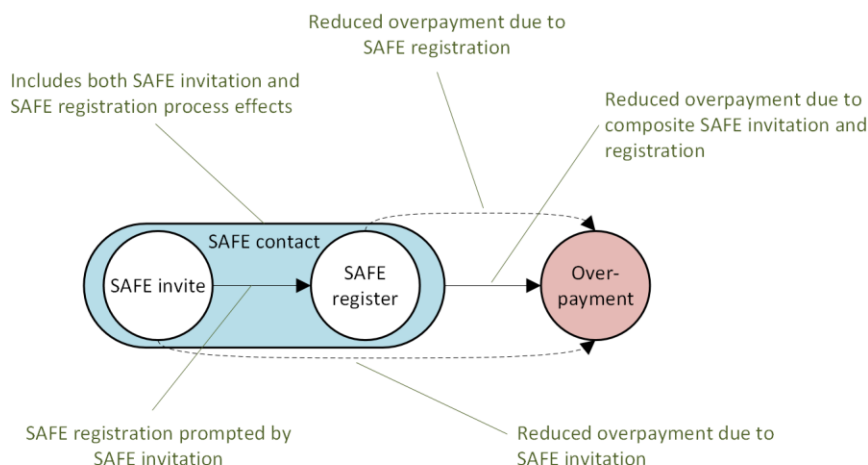 Reduced overpayment due to
SAFE registration
Includes both SAFE invitation and
SAFE registration process effects
Reduced overpayment due to
composite SAFE invitation and
registration
SAFE contact
SAFE invite
SAFE
register
Over-
payment
SAFE registration prompted by
SAFE invitation
Reduced overpayment due to
SAFE invitation